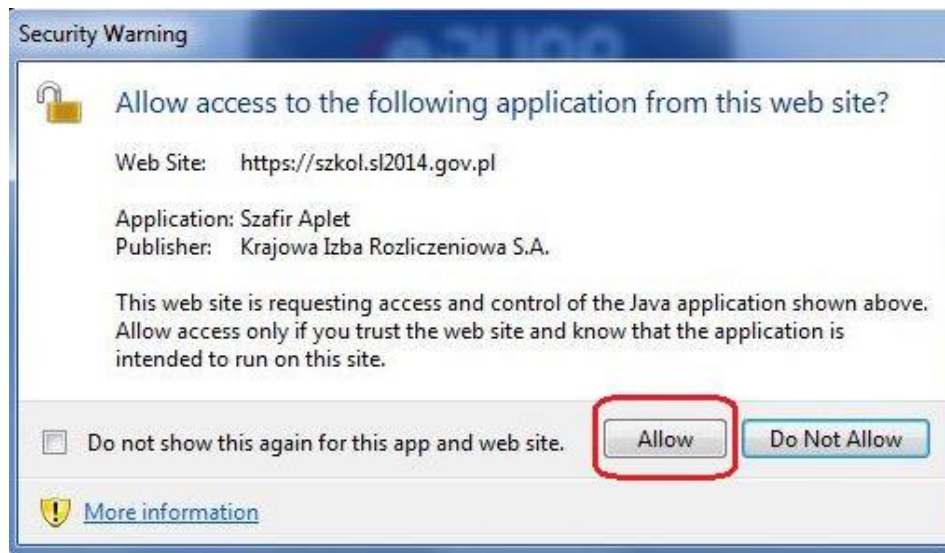 Security Warning
Allow access to the following application from this web site?
Web Site: https://szkol.sl2014.gov.pl
Application: Szafir Aplet
Publisher: Krajowa Izba Rozliczeniowa S.A.
This web site is requesting access and control of the Java application shown above.
Allow access only if you trust the web site and know that the application is
intended to run on this site.
Do not show this again for this app and web site. Allow Do Not Allow
More information